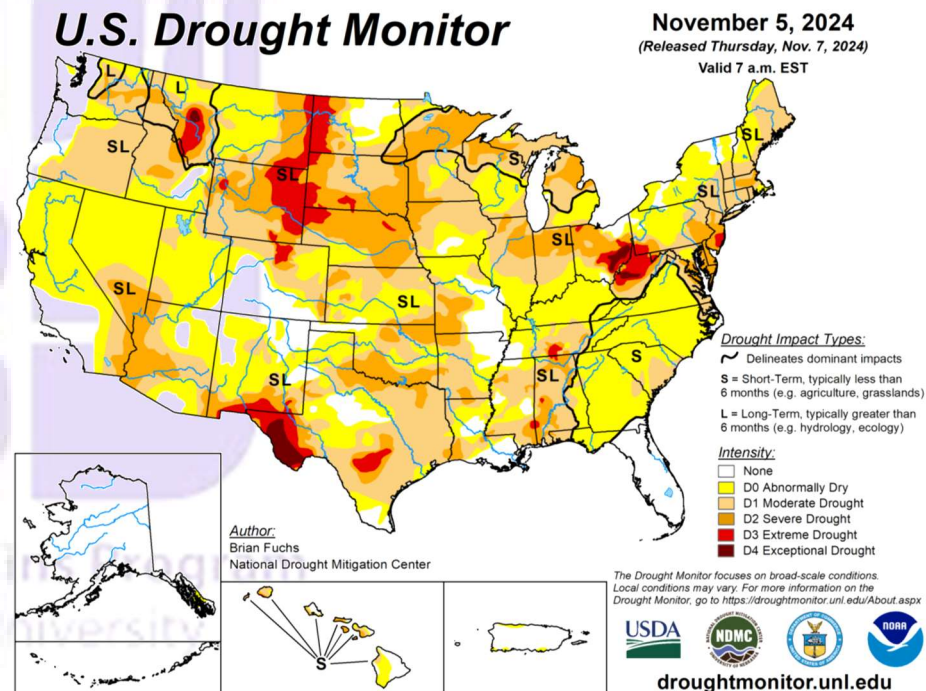 U.S. Drought Monitor
November 5, 2024
(Released Thursday, Nov. 7, 2024)
Valid 7 a.m. EST
L
L
SL
SL
S
SL
SL
SL
SL
SL
SL
SL
S
Drought Impact Types:
Delineates dominant impacts
S = Short-Term, typically less than
6 months (e.g. agriculture, grasslands)
L = Long-Term, typically greater than
6 months (e.g. hydrology, ecology)
Intensity:
None
D0 Abnormally Dry
D1 Moderate Drought
D2 Severe Drought
D3 Extreme Drought
D4 Exceptional Drought
Author:
Brian Fuchs
National Drought Mitigation Center
S
The Drought Monitor focuses on broad-scale conditions.
Local conditions may vary. For more information on the
Drought Monitor, go to https://droughtmonitor.unl.edu/About.aspx
USDA
NDMC
NOAA
droughtmonitor.unl.edu